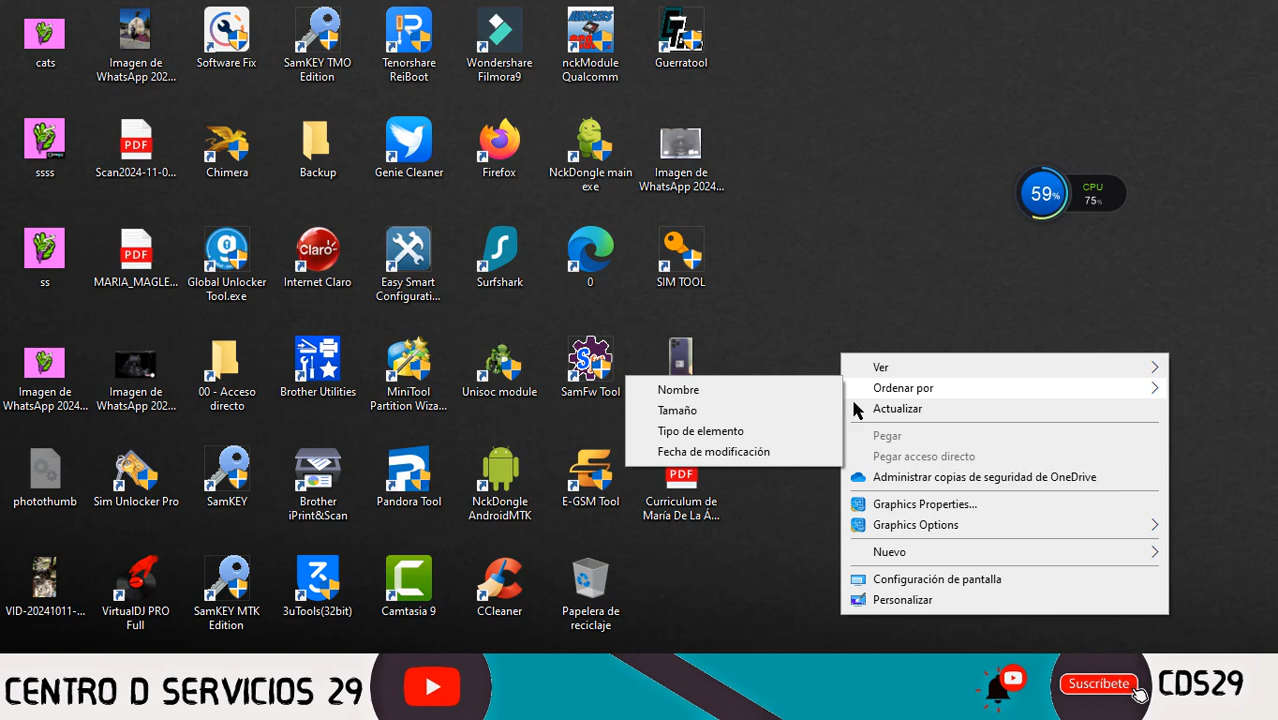 cats
Imagen de
WhatsApp 202...
Software Fix
SamKEY TMO
Edition
Tenorshare
ReiBoot
Wondershare
Filmora9
AVENGERS
nckModule
Qualcomm
Guerratool
ssss
PDF
Scan2024-11-0...
Chimera
Backup
Genie Cleaner
Firefox
NckDongle main
exe
Imagen de
WhatsApp 2024...
59%
CPU
75%
ss
PDF
MARIA_MAGLE...
Global Unlocker
Tool.exe
Claro
Internet Claro
Easy Smart
Configurati...
Surfshark
0
SIM TOOL
Imagen de
WhatsApp 2024...
Imagen de
WhatsApp 202...
00 - Acceso
directo
Brother Utilities
MiniTool
Partition Wiza...
Unisoc module
SamFw Tool
Nombre
Tamaño
Tipo de elemento
Fecha de modificación
Ver
Ordenar por
Actualizar
Pegar
Pegar acceso directo
Administrar copias de seguridad de OneDrive
Graphics Properties...
Graphics Options
Nuevo
Configuración de pantalla
Personalizar
photothumb
Sim Unlocker Pro
SamKEY
Brother
iPrint&Scan
Pandora Tool
NckDongle
AndroidMTK
E-GSM Tool
PDF
Curriculum de
María De La Á...
VID-20241011-...
VirtualDJ PRO
Full
SamKEY MTK
Edition
3uTools(32bit)
Camtasia 9
CCleaner
Papelera de
reciclaje
CENTRO D SERVICIOS 29
Suscríbete
CDS29